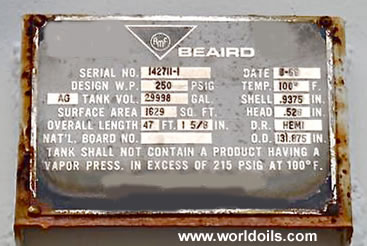 AMF
BEAIRD
SERIAL NO. 142711-1 DATE
DESIGN W.P. 250 PSIG TEMP. 100° F.
AG TANK VOL. 29998 GAL. SHELL .9375 IN.
SURFACE AREA 1629 SQ. FT. HEAD IN.
OVERALL LENGTH 47 FT. 1 5/8 IN. D.R. HEMI
NAT'L. BOARD NO. O.D. 131.875 IN.
TANK SHALL NOT CONTAIN A PRODUCT HAVING A
VAPOR PRESS. IN EXCESS OF 215 PSIG AT 100° F.
www.worldoils.com